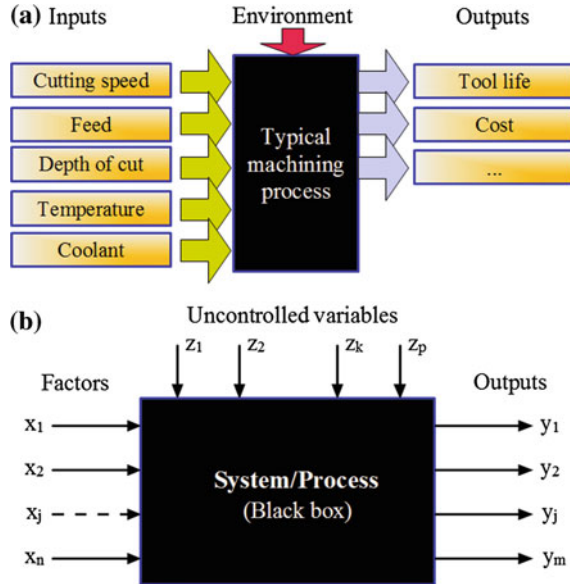 (a) Inputs Environment Outputs
Cutting speed
Feed
Depth of cut
Temperature
Coolant
Typical
machining
process
Tool life
Cost
...
(b) Uncontrolled variables
z1 z2 zk zp
Factors Outputs
x1
x2
xj
xn
System/Process
(Black box)
y1
y2
yj
ym